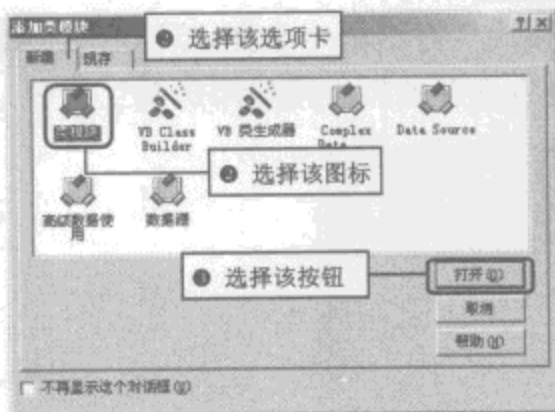 添加类模块
❶ 选择该选项卡
新建 现存
类模块
VB Class Builder
VB 类生成器
Complex Data
Data Source
❷ 选择该图标
高级数据使用
数据源
❸ 选择该按钮
打开(O)
取消
帮助(H)
不再显示这个对话框(D)